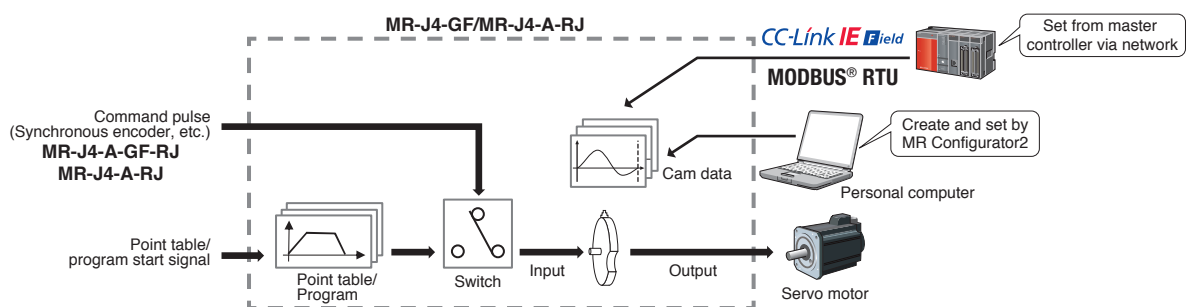 MR-J4-GF/MR-J4-A-RJ
CC-Link IE Field
MODBUS® RTU
Set from master
controller via network
Command pulse
(Synchronous encoder, etc.)
MR-J4-A-GF-RJ
MR-J4-A-RJ
Create and set by
MR Configurator2
Cam data
Personal computer
Point table/
program start signal
Point table/
Program
Switch
Input
Output
Servo motor